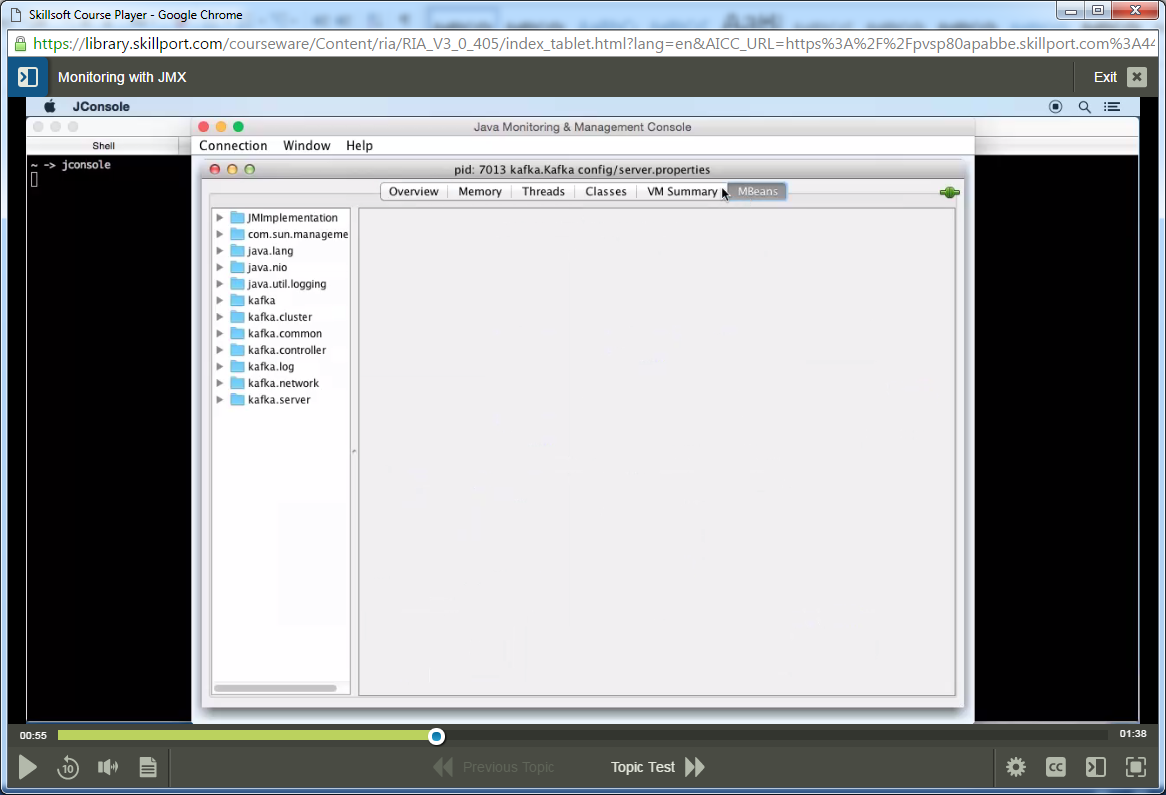 Skillsoft Course Player - Google Chrome
https://library.skillport.com/courseware/Content/ria/RIA_V3_0_405/index_tablet.html?lang=en&AICC_URL=https%3A%2F%2Fpvsp80apabbe.skillport.com%3A44
Monitoring with JMX
Exit
JConsole
Java Monitoring & Management Console
Shell
Connection Window Help
~ -> jconsole
pid: 7013 kafka.Kafka config/server.properties
Overview Memory Threads Classes VM Summary MBeans
JMImplementation
com.sun.manageme
java.lang
java.nio
java.util.logging
kafka
kafka.cluster
kafka.common
kafka.controller
kafka.log
kafka.network
kafka.server
00:55
01:38
10
Previous Topic
Topic Test
CC